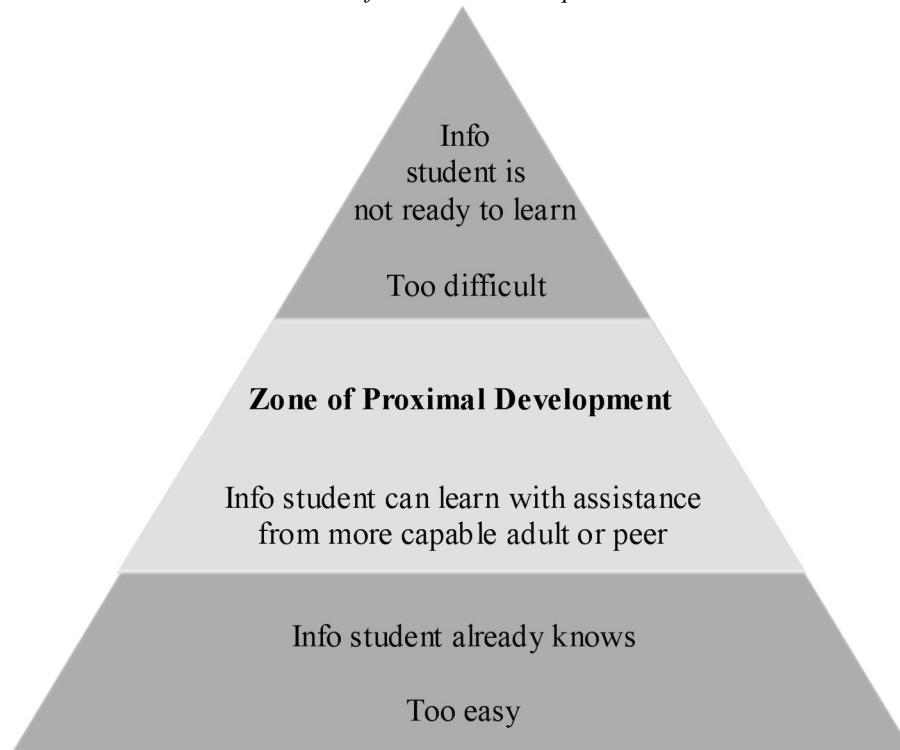 Info
student is
not ready to learn
Too difficult
Zone of Proximal Development
Info student can learn with assistance
from more capable adult or peer
Info student already knows
Too easy